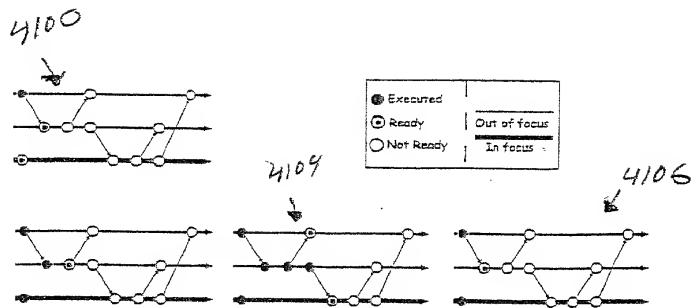 4100
Executed
Ready
Not Ready
Out of focus
In focus
4104
4106